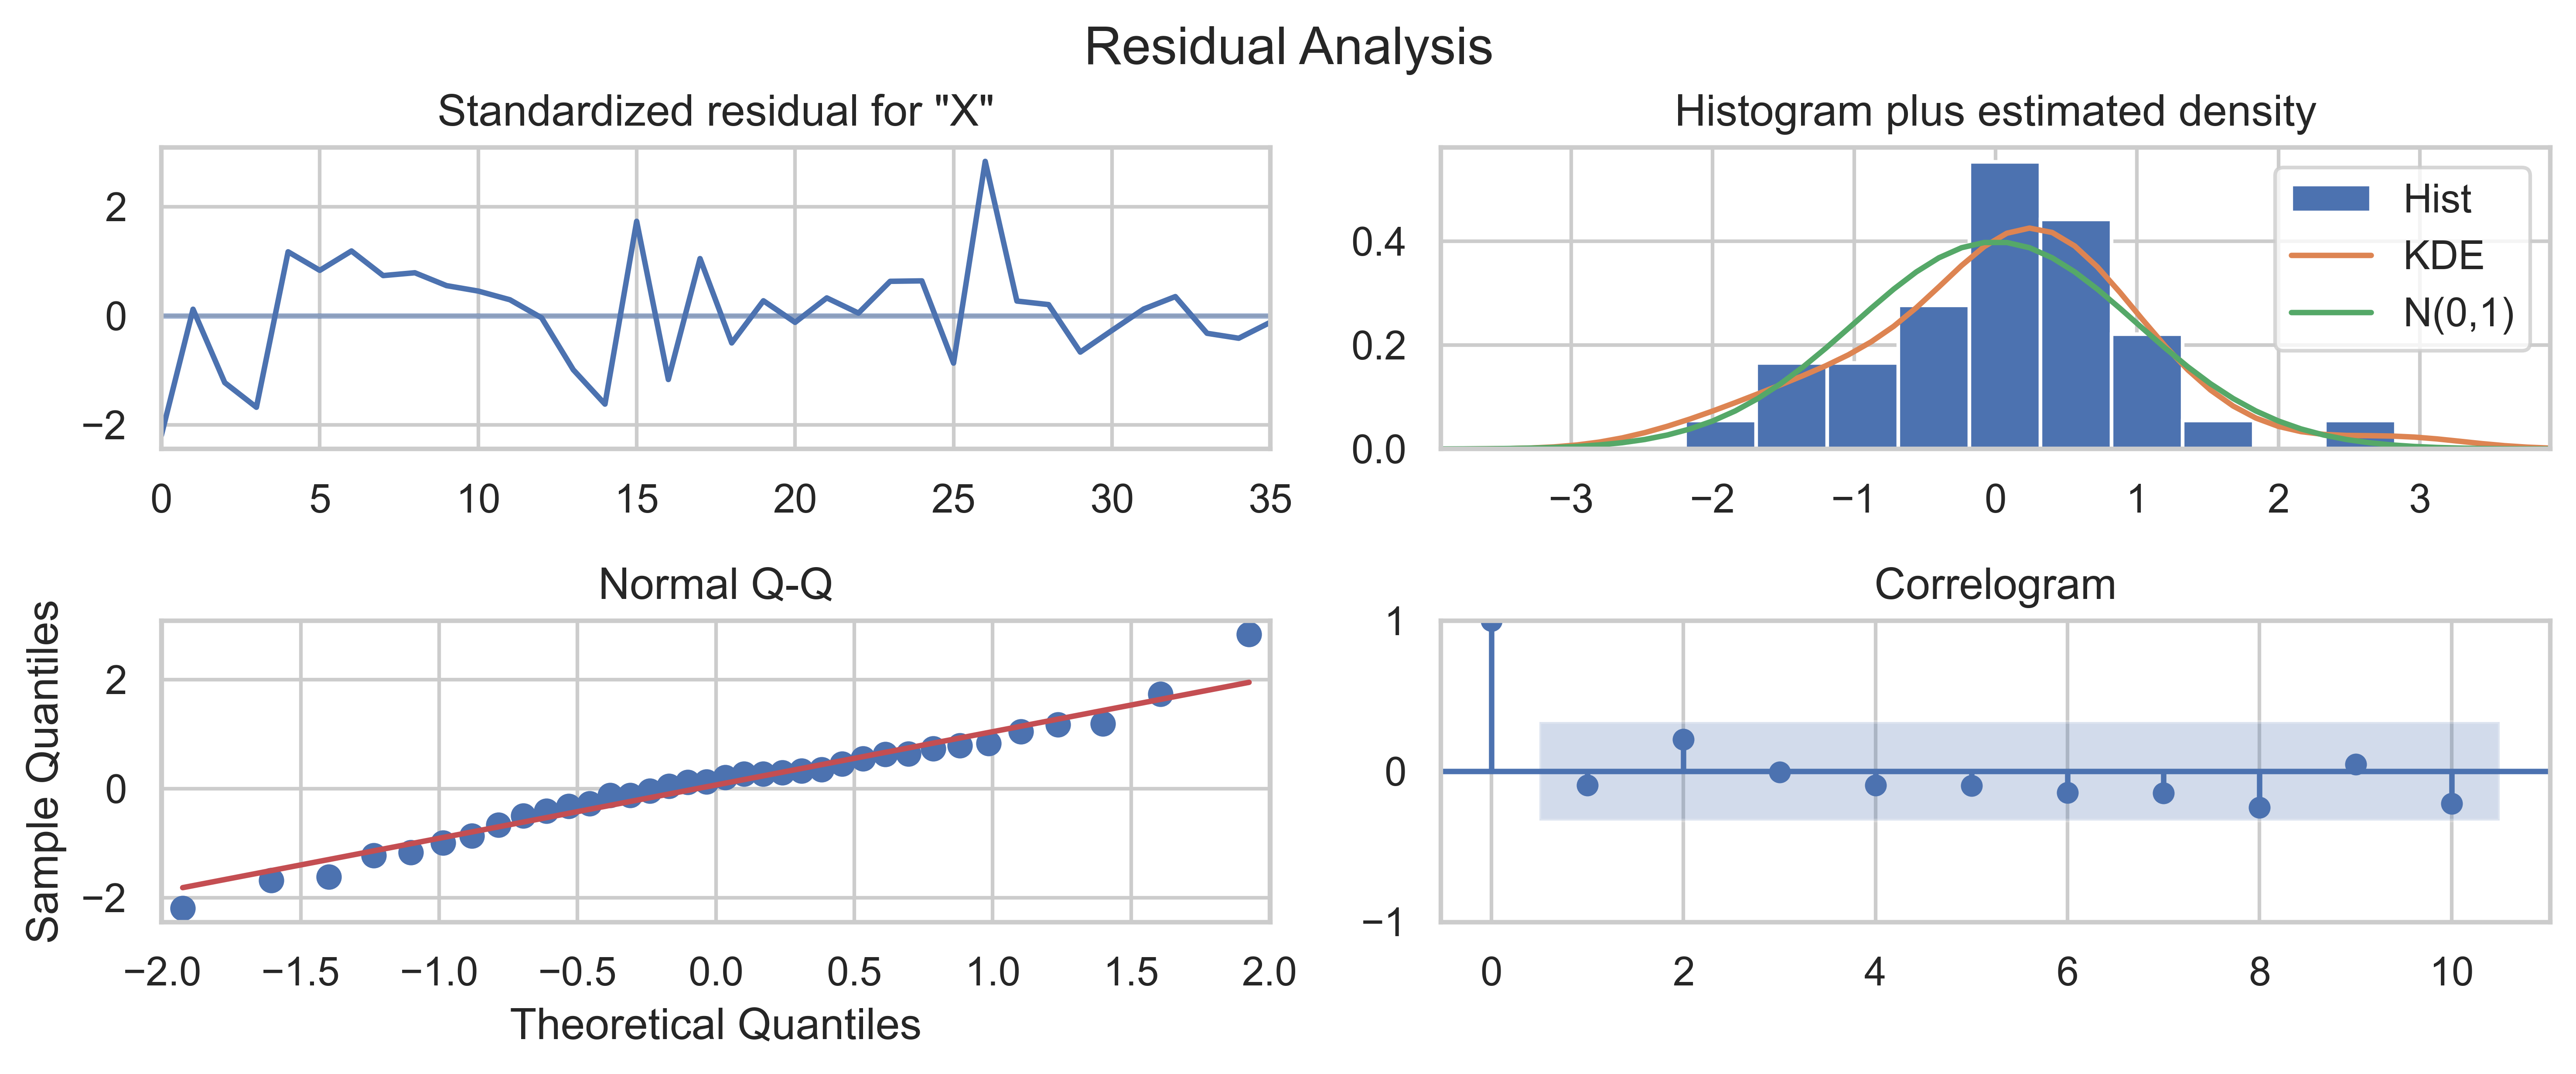 Residual Analysis
Standardized residual for "X"
2
0
−2
0 5 10 15 20 25 30 35
Histogram plus estimated density
0.4
0.2
0.0
−3 −2 −1 0 1 2 3
Hist
KDE
N(0,1)
Normal Q-Q
Sample Quantiles
2
0
−2
−2.0 −1.5 −1.0 −0.5 0.0 0.5 1.0 1.5 2.0
Theoretical Quantiles
Correlogram
1
0
−1
0 2 4 6 8 10